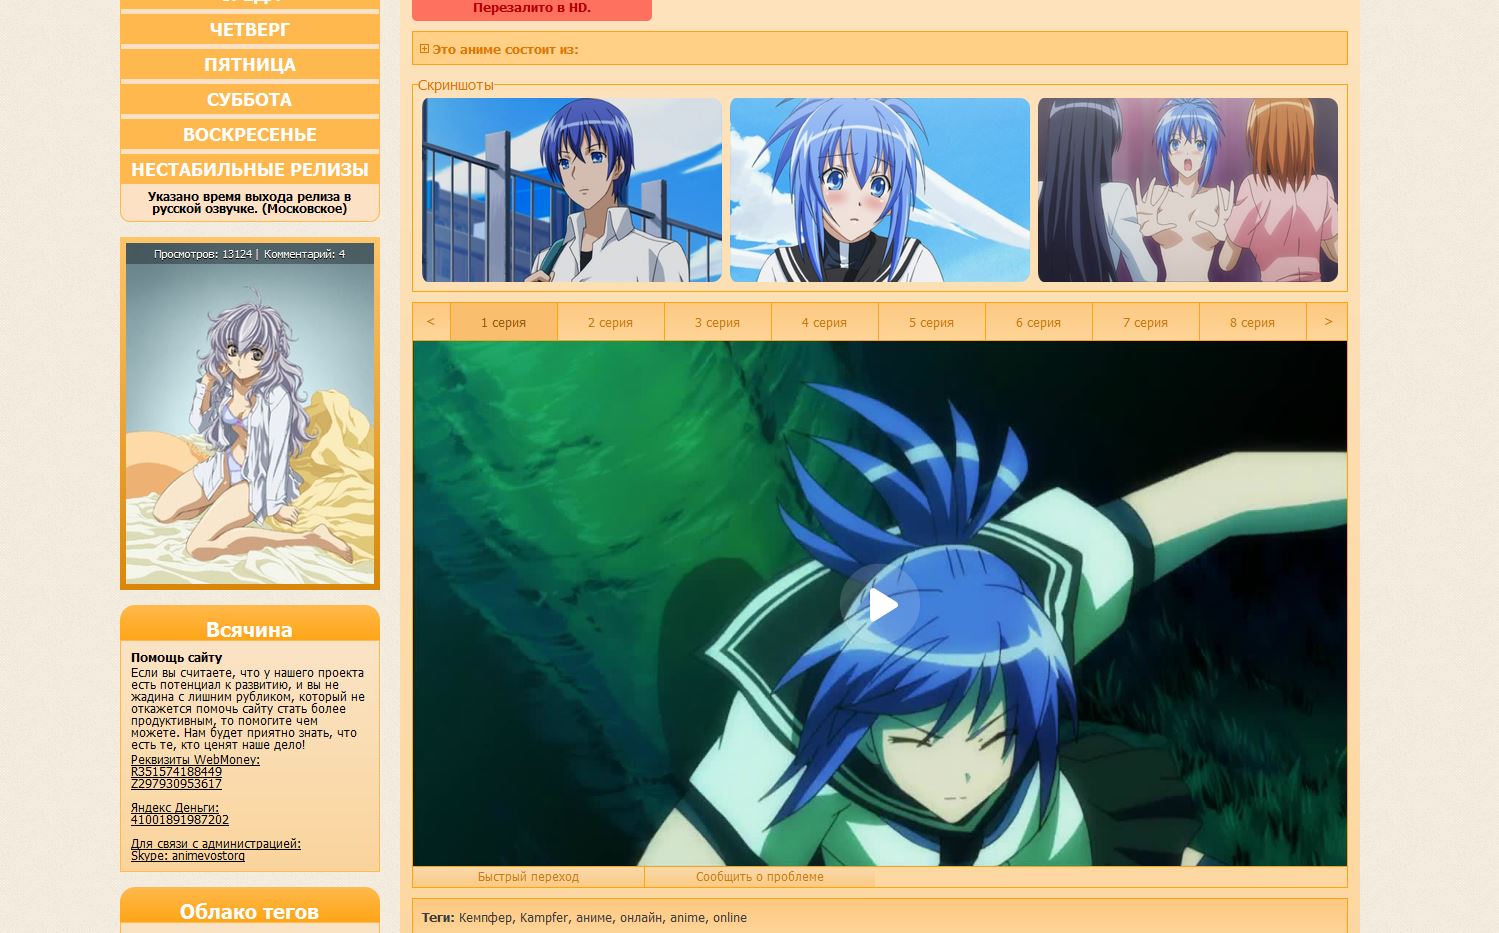 ЧЕТВЕРГ
ПЯТНИЦА
СУББОТА
ВОСКРЕСЕНЬЕ
НЕСТАБИЛЬНЫЕ РЕЛИЗЫ
Указано время выхода релиза в
русской озвучке. (Московское)
Просмотров: 13124 | Комментарий: 4
Всячина
Помощь сайту
Если вы считаете, что у нашего проекта
есть потенциал к развитию, и вы не
жадина с лишним рубликом, который не
откажется помочь сайту стать более
продуктивным, то помогите чем
можете. Нам будет приятно знать, что
есть те, кто ценят наше дело!
Реквизиты WebMoney:
R351574188449
Z297930953617
Яндекс Деньги:
41001891987202
Для связи с администрацией:
Skype: animevostorg
Облако тегов
Перезалито в HD.
Это аниме состоит из:
Скриншоты
< 1 серия 2 серия 3 серия 4 серия 5 серия 6 серия 7 серия 8 серия >
Быстрый переход Сообщить о проблеме
Теги: Кемпфер, Kampfer, аниме, онлайн, anime, online